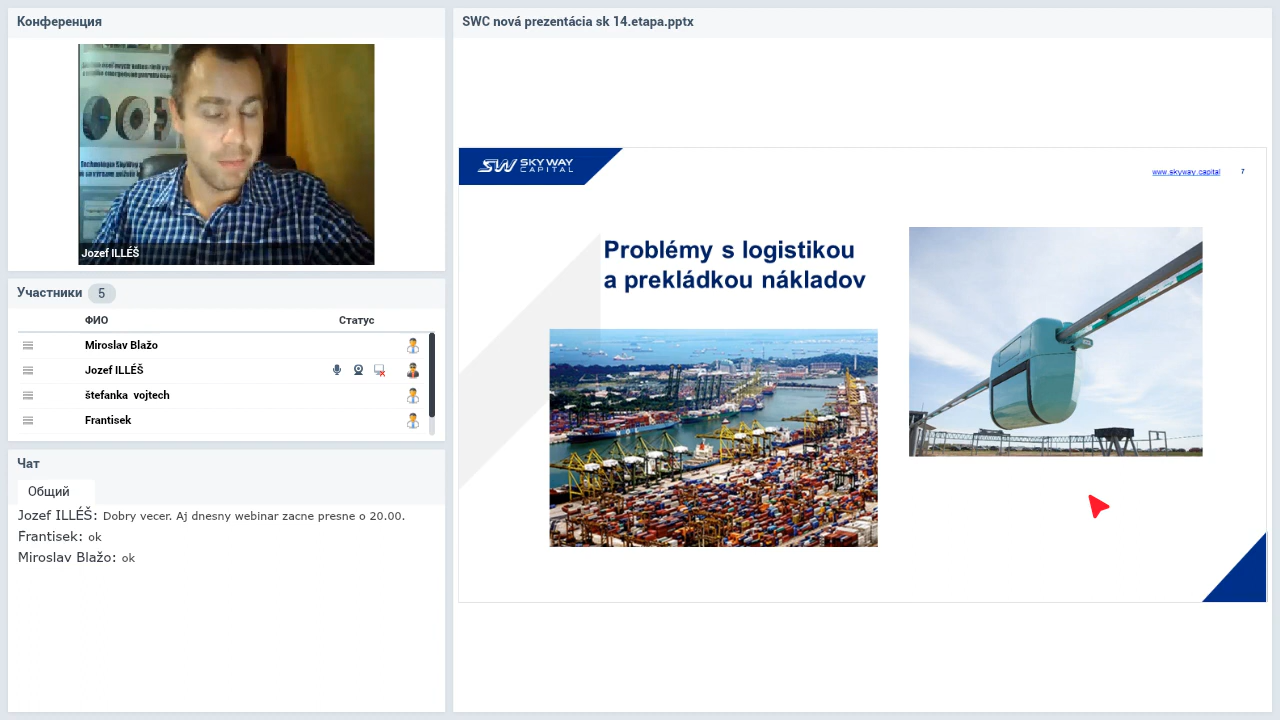 Конференция
Jozef ILLÉŠ
Участники 5
ФИО Статус
Miroslav Blažo
Jozef ILLÉŠ
štefanka vojtech
Frantisek
Чат
Общий
Jozef ILLÉŠ: Dobry vecer. Aj dnesny webinar zacne presne o 20.00.
Frantisek: ok
Miroslav Blažo: ok
SWC nová prezentácia sk 14.etapa.pptx
SW SKY WAY
CAPITAL
www.skyway.capital 7
Problémy s logistikou
a prekládkou nákladov